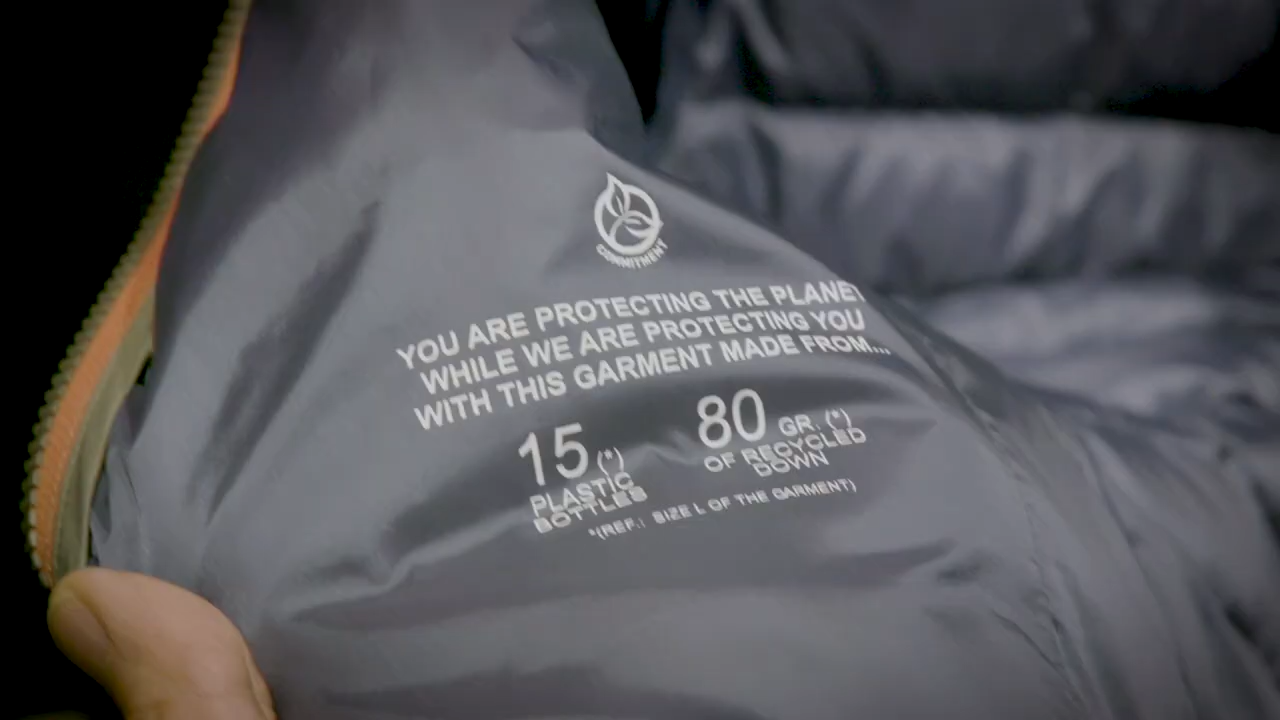 COMMITMENT
YOU ARE PROTECTING THE PLANET
WHILE WE ARE PROTECTING YOU
WITH THIS GARMENT MADE FROM...
15 (*)
PLASTIC
BOTTLES
80 GR. (*)
OF RECYCLED
DOWN
*(REF.: SIZE L OF THE GARMENT)